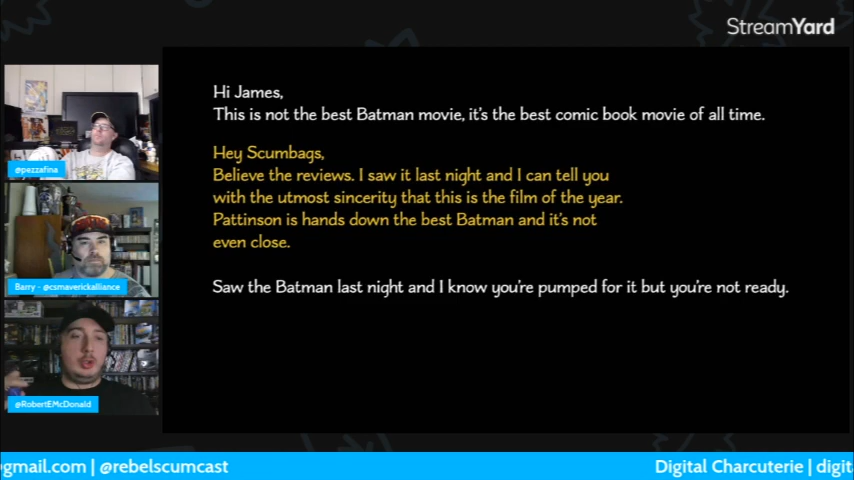 StreamYard
Hi James,
This is not the best Batman movie, it's the best comic book movie of all time.
Hey Scumbags,
Believe the reviews. I saw it last night and I can tell you
with the utmost sincerity that this is the film of the year.
Pattinson is hands down the best Batman and it's not
even close.
Saw the Batman last night and I know you're pumped for it but you're not ready.
@pezzafina
Barry - @csmaverickalliance
@RobertEMcDonald
gmail.com | @rebelscumcast
Digital Charcuterie | digit